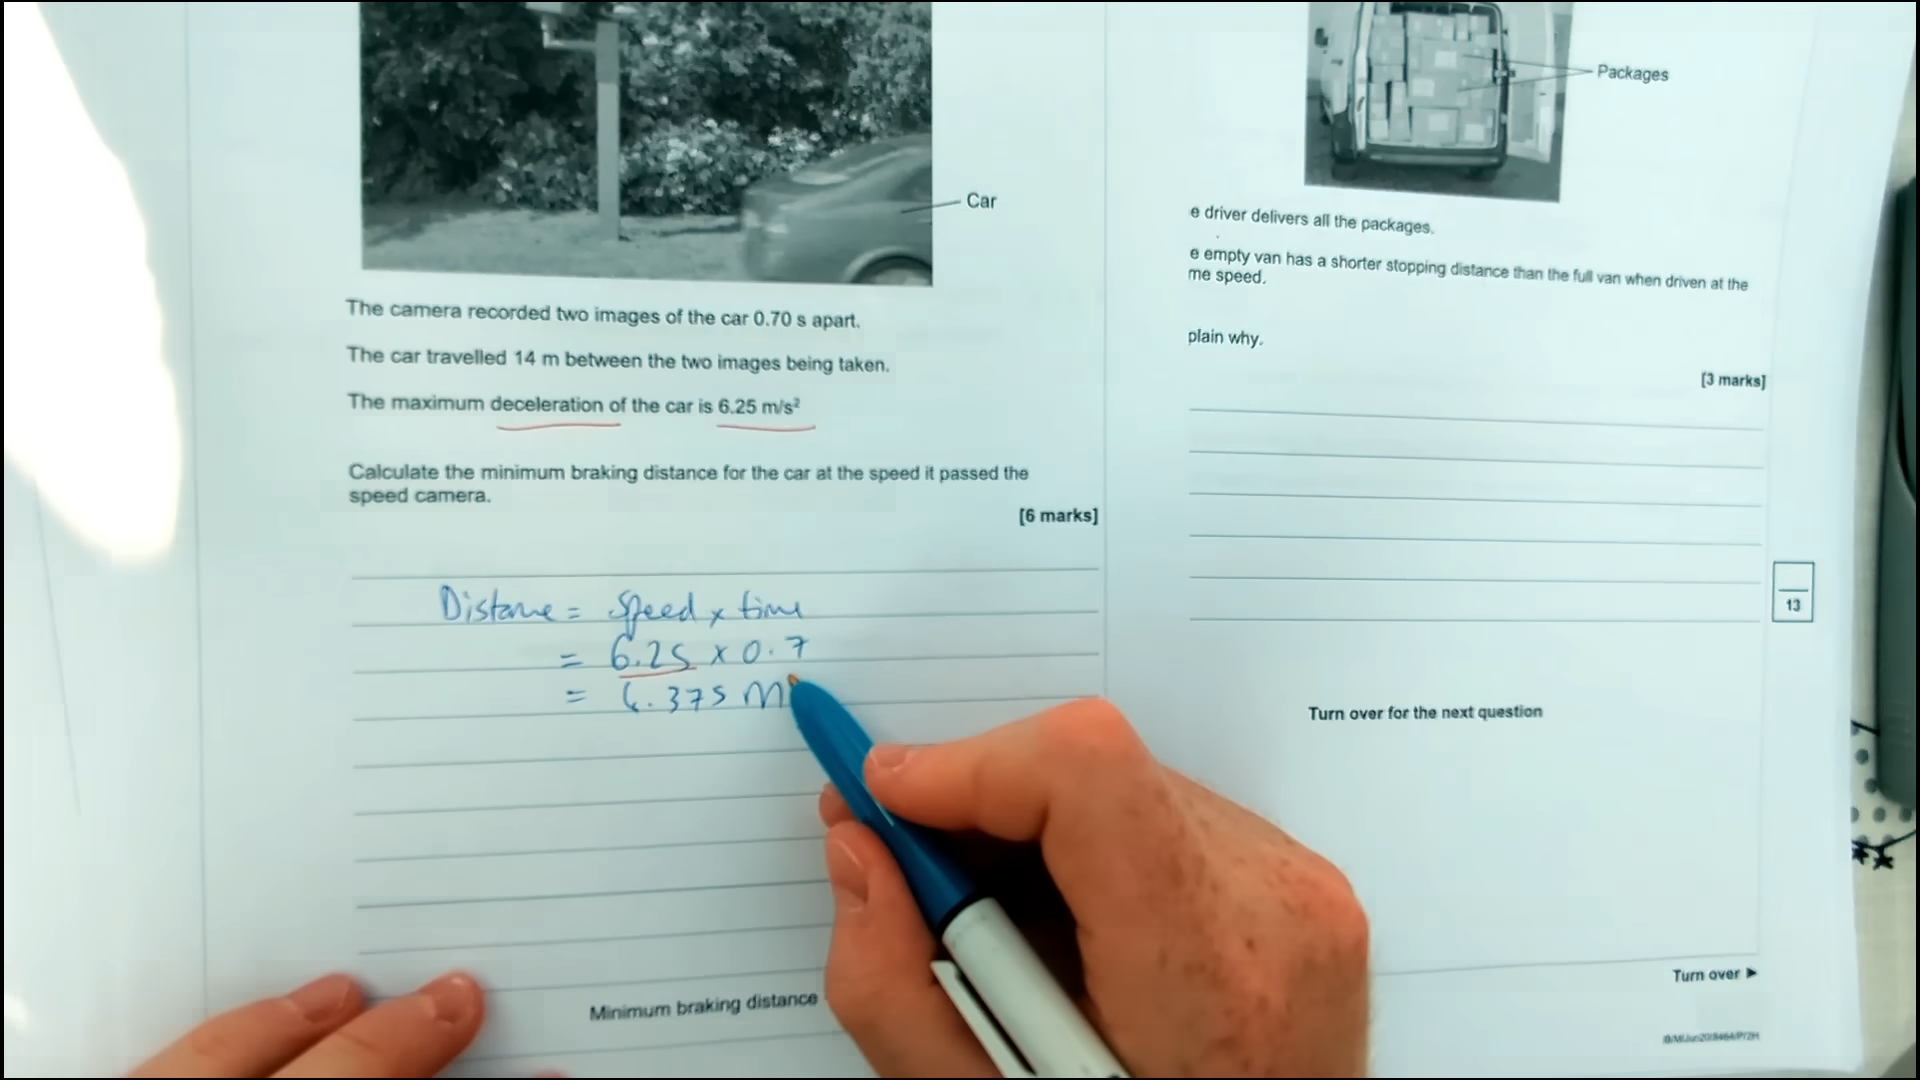 Car
The camera recorded two images of the car 0.70 s apart.
The car travelled 14 m between the two images being taken.
The maximum deceleration of the car is 6.25 m/s²
Calculate the minimum braking distance for the car at the speed it passed the
speed camera.
[6 marks]
Distane = Speed x time
= 6.25 x 0.7
= 4.375 m
Minimum braking distance
Packages
e driver delivers all the packages.
e empty van has a shorter stopping distance than the full van when driven at the
me speed.
plain why.
[3 marks]
13
Turn over for the next question
Turn over ►
IB/M/Jun20/8464/P/2H